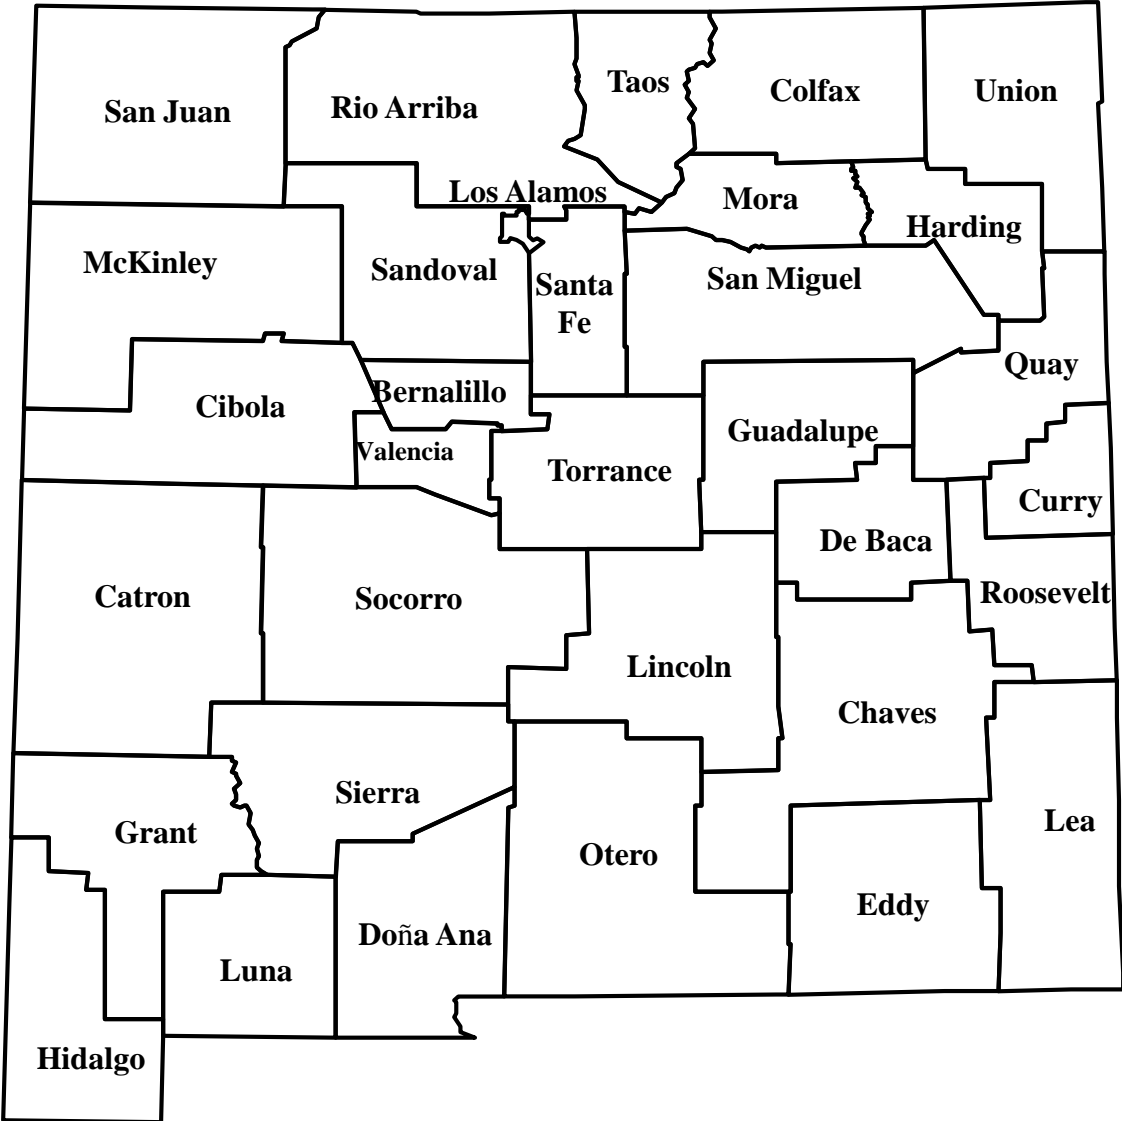 Taos
Colfax
Union
San Juan
Rio Arriba
Los Alamos
Mora
Harding
McKinley
Sandoval
San Miguel
Santa
Fe
Quay
Bernalillo
Cibola
Guadalupe
Valencia
Torrance
Curry
De Baca
Catron
Socorro
Roosevelt
Lincoln
Chaves
Sierra
Grant
Lea
Otero
Eddy
Doña Ana
Luna
Hidalgo